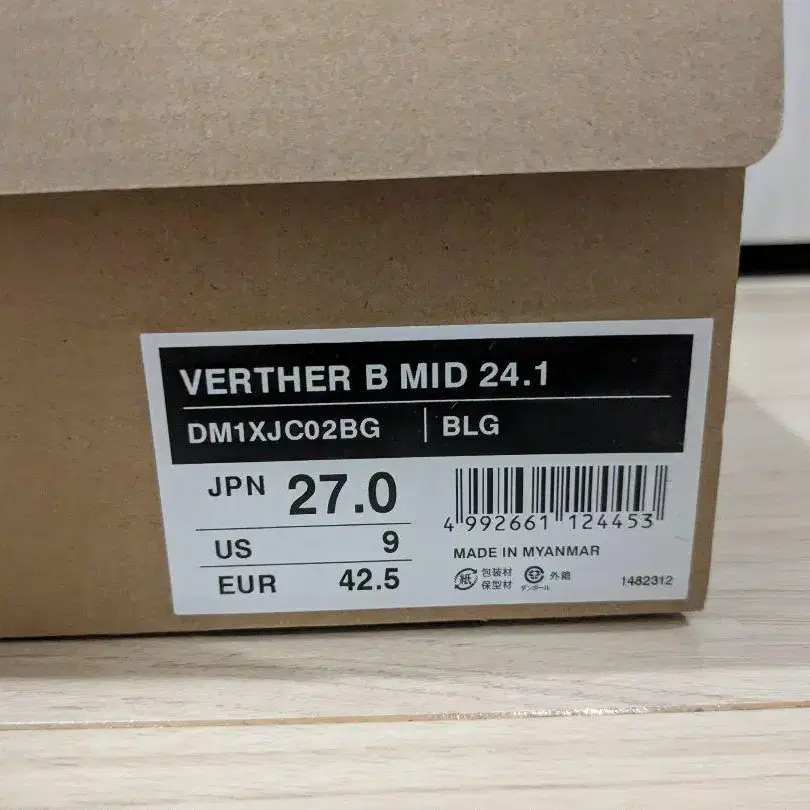 VERTHER B MID 24.1
DM1XJC02BG BLG
JPN 27.0
US 9
EUR 42.5
4 992661 124453
MADE IN MYANMAR
紙 包装材
保型材
ダンボール 外箱
1482312